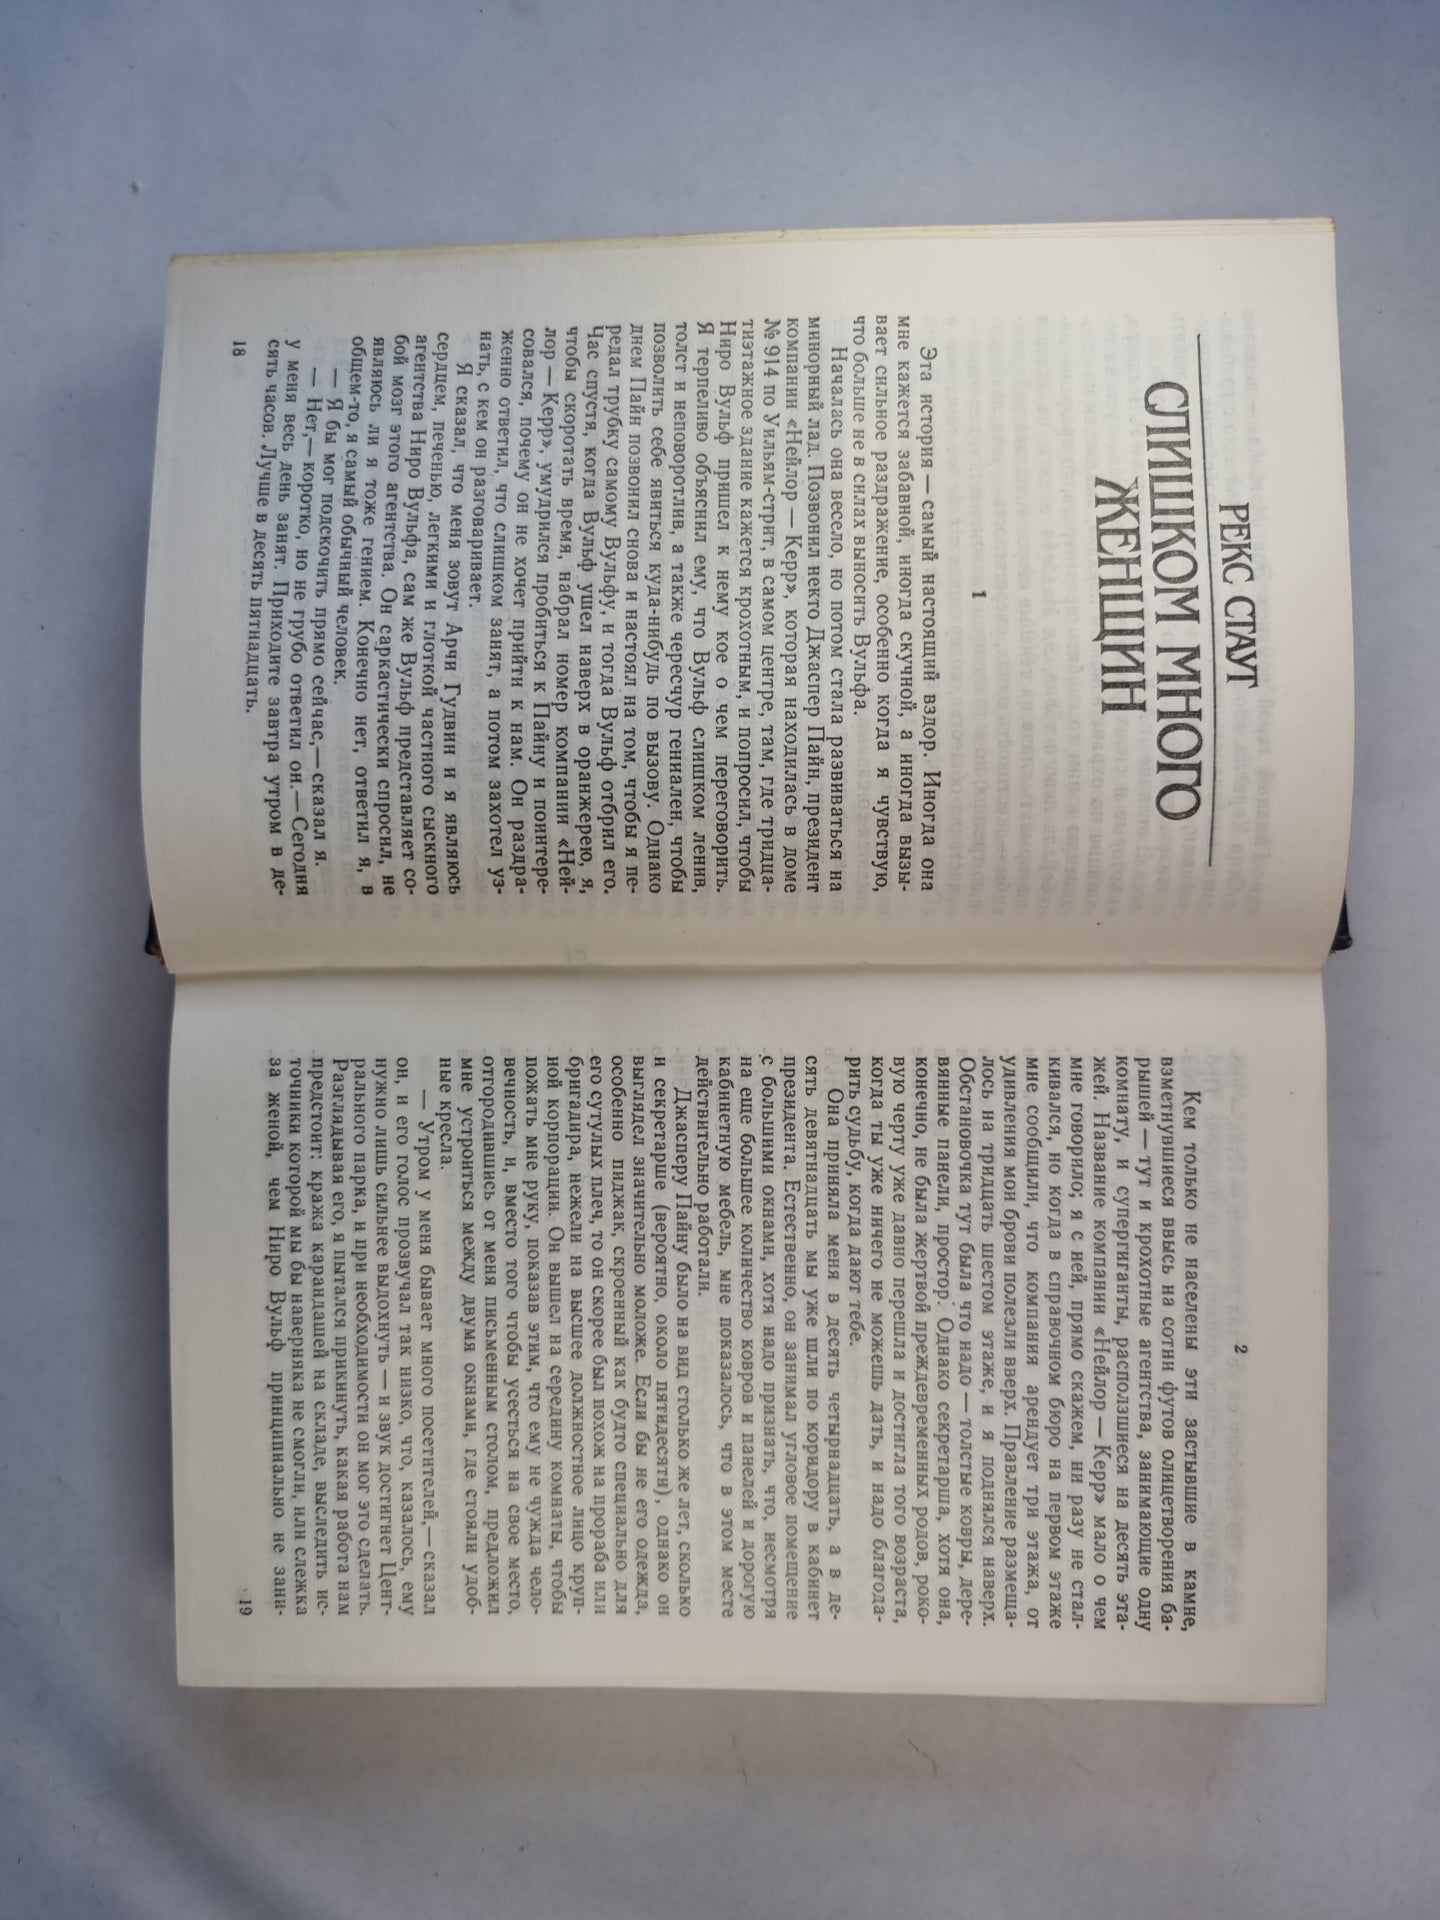 РЕКС СТАУТ
СЛИШКОМ МНОГО
ЖЕНЩИН
1
Эта история — самый настоящий вздор. Иногда она
мне кажется забавной, иногда скучной, а иногда вызы-
вает сильное раздражение, особенно когда я чувствую,
что больше не в силах выносить Вульфа.
Началась она весело, но потом стала развиваться на
минорный лад. Позвонил некто Джаспер Пайн, президент
компании «Нейлор — Керр», которая находилась в доме
№ 914 по Уильям-стрит, в самом центре, там, где тридца-
тиэтажное здание кажется крохотным, и попросил, чтобы
Ниро Вульф пришел к нему кое о чем переговорить.
Я терпеливо объяснил ему, что Вульф слишком ленив,
толст и неповоротлив, а также чересчур гениален, чтобы
позволить себе явиться куда-нибудь по вызову. Однако
днем Пайн позвонил снова и настоял на том, чтобы я пе-
редал трубку самому Вульфу, и тогда Вульф отбрил его.
Час спустя, когда Вульф ушел наверх в оранжерею, я,
чтобы скоротать время, набрал номер компании «Ней-
лор — Керр», умудрился пробиться к Пайну и поинтере-
совался, почему он не хочет прийти к нам. Он раздра-
женно ответил, что слишком занят, а потом захотел уз-
нать, с кем он разговаривает.
Я сказал, что меня зовут Арчи Гудвин и я являюсь
сердцем, печенью, легкими и глоткой частного сыскного
агентства Ниро Вульфа, сам же Вульф представляет со-
бой мозг этого агентства. Он саркастически спросил, не
являюсь ли я тоже гением. Конечно нет, ответил я, в
общем-то, я самый обычный человек.
— Я бы мог подскочить прямо сейчас,— сказал я.
— Нет,— коротко, но не грубо ответил он.— Сегодня
у меня весь день занят. Приходите завтра утром в де-
сять часов. Лучше в десять пятнадцать.
18
2
Кем только не населены эти застывшие в камне,
взметнувшиеся ввысь на сотни футов олицетворения ба-
рышей — тут и крохотные агентства, занимающие одну
комнату, и супергиганты, расползшиеся на десять эта-
жей. Название компании «Нейлор — Керр» мало о чем
мне говорило; я с ней, прямо скажем, ни разу не стал-
кивался, но когда в справочном бюро на первом этаже
мне сообщили, что компания арендует три этажа, от
удивления мои брови полезли вверх. Правление размеща-
лось на тридцать шестом этаже, и я поднялся наверх.
Обстановочка тут была что надо — толстые ковры, дере-
вянные панели, простор. Однако секретарша, хотя она,
конечно, не была жертвой преждевременных родов, роко-
вую черту уже давно перешла и достигла того возраста,
когда ты уже ничего не можешь дать, и надо благода-
рить судьбу, когда дают тебе.
Она приняла меня в десять четырнадцать, а в де-
сять девятнадцать мы уже шли по коридору в кабинет
президента. Естественно, он занимал угловое помещение
с большими окнами, хотя надо признать, что, несмотря
на еще большее количество ковров и панелей и дорогую
кабинетную мебель, мне показалось, что в этом месте
действительно работали.
Джасперу Пайну было на вид столько же лет, сколько
и секретарше (вероятно, около пятидесяти), однако он
выглядел значительно моложе. Если бы не его одежда,
особенно пиджак, скроенный как будто специально для
его сутулых плеч, то он скорее был похож на прораба или
бригадира, нежели на высшее должностное лицо круп-
ной корпорации. Он вышел на середину комнаты, чтобы
пожать мне руку, показав этим, что ему не чужда чело-
вечность, и, вместо того чтобы усесться на свое место,
отгородившись от меня письменным столом, предложил
мне устроиться между двумя окнами, где стояли удоб-
ные кресла.
— Утром у меня бывает много посетителей,— сказал
он, и его голос прозвучал так низко, что, казалось, ему
нужно лишь сильнее выдохнуть — и звук достигнет Цент-
рального парка, и при необходимости он мог это сделать.
Разглядывая его, я пытался прикинуть, какая работа нам
предстоит: кража карандашей на складе, выследить ис-
точники которой мы бы наверняка не смогли, или слежка
за женой, чем Ниро Вульф принципиально не зани-
19